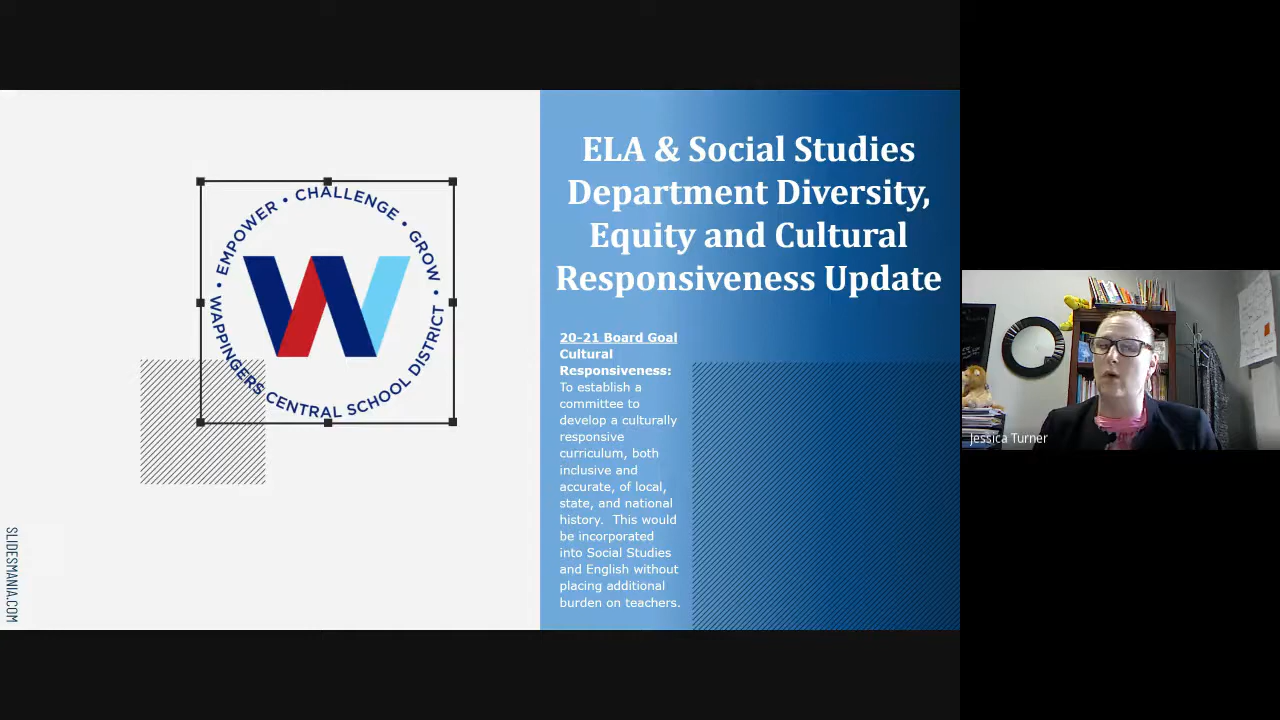 • EMPOWER • CHALLENGE • GROW •
WAPPINGERS CENTRAL SCHOOL DISTRICT
ELA & Social Studies
Department Diversity,
Equity and Cultural
Responsiveness Update
20-21 Board Goal
Cultural
Responsiveness:
To establish a
committee to
develop a culturally
responsive
curriculum, both
inclusive and
accurate, of local,
state, and national
history.  This would
be incorporated
into Social Studies
and English without
placing additional
burden on teachers.
SLIDESMANIA.COM
Jessica Turner